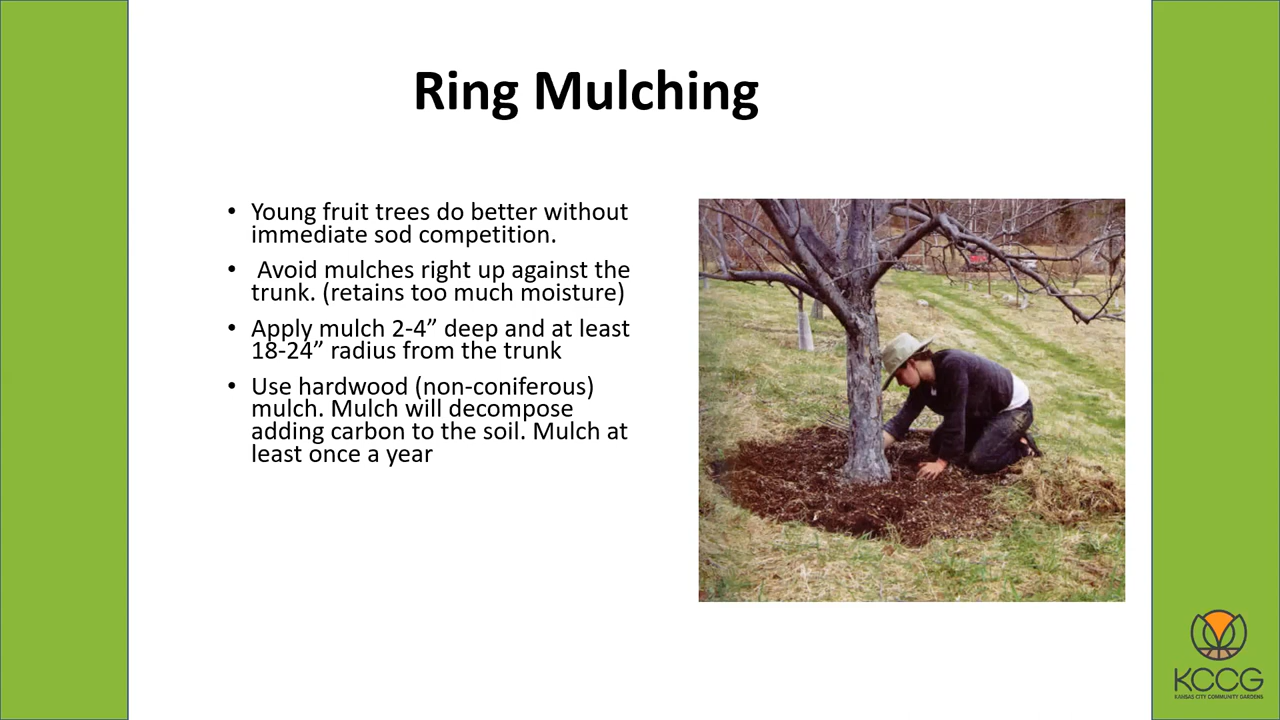 Ring Mulching
• Young fruit trees do better without
immediate sod competition.
• Avoid mulches right up against the
trunk. (retains too much moisture)
• Apply mulch 2-4” deep and at least
18-24” radius from the trunk
• Use hardwood (non-coniferous)
mulch. Mulch will decompose
adding carbon to the soil. Mulch at
least once a year
KCCG
KANSAS CITY COMMUNITY GARDENS